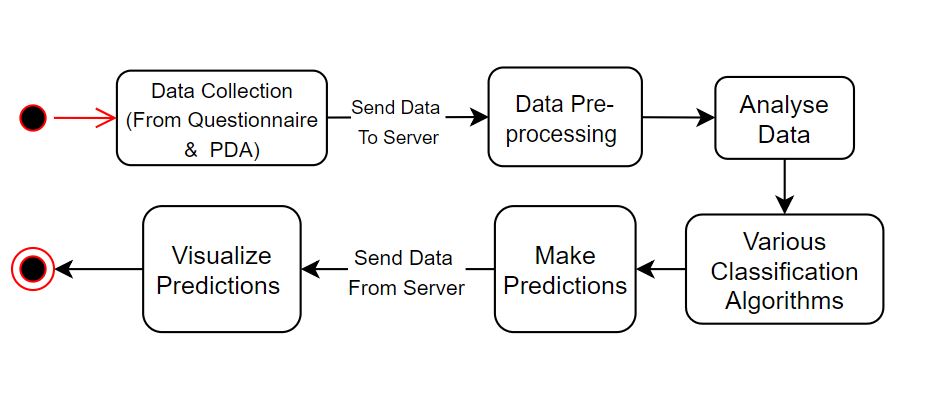 Data Collection
(From Questionnaire
& PDA)
Send Data
To Server
Data Pre-
processing
Analyse
Data
Various
Classification
Algorithms
Make
Predictions
Send Data
From Server
Visualize
Predictions